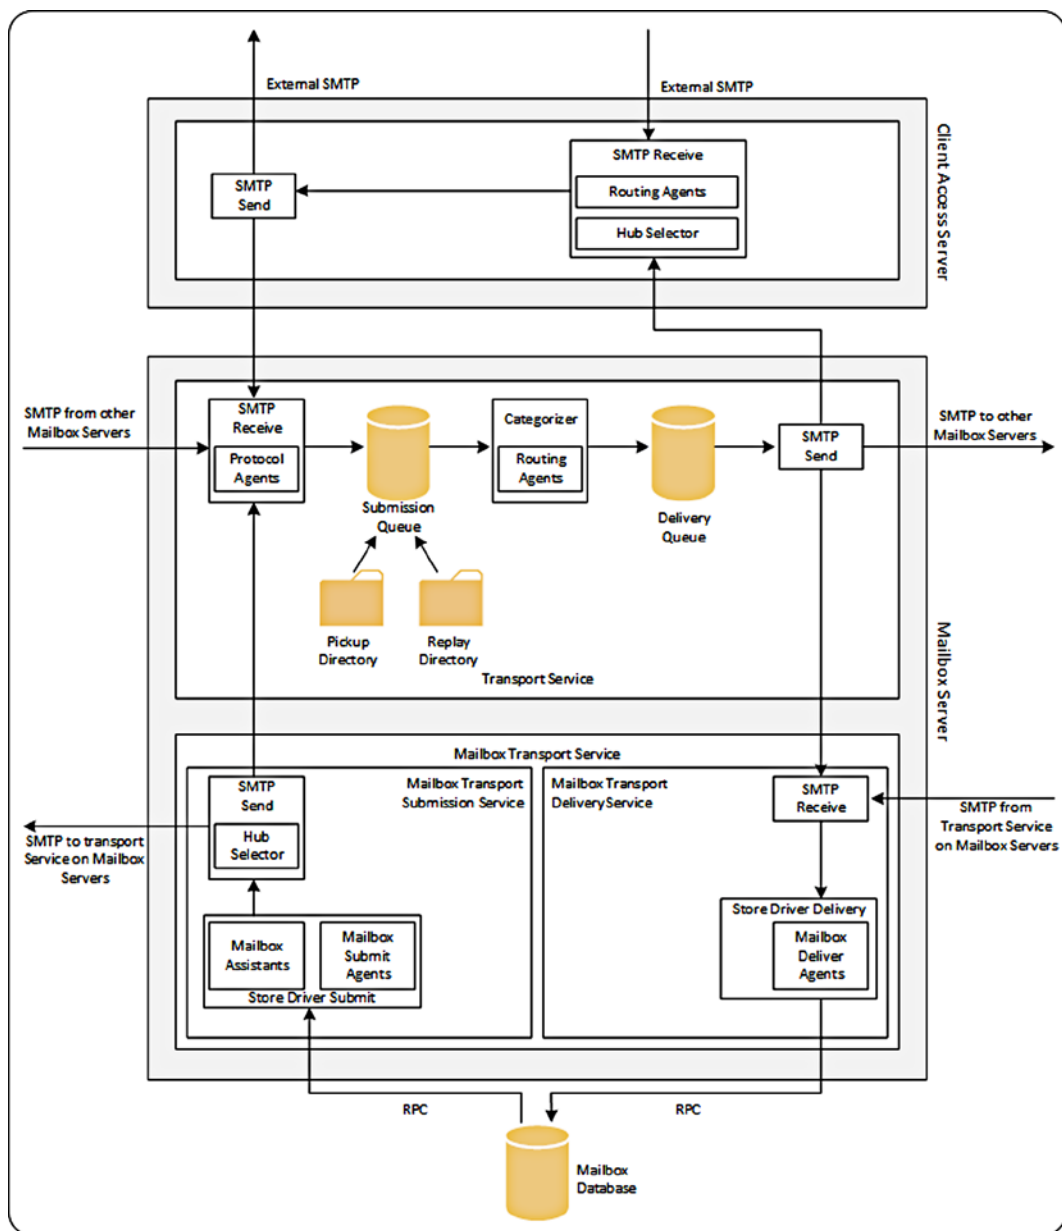 External SMTP
External SMTP
Client Access Server
SMTP Receive
Routing Agents
Hub Selector
SMTP
Send
SMTP from other
Mailbox Servers
SMTP
Receive
Protocol
Agents
Submission
Queue
Categorizer
Routing
Agents
Delivery
Queue
SMTP
Send
SMTP to other
Mailbox Servers
Pickup
Directory
Replay
Directory
Transport Service
Mailbox Server
Mailbox Transport Service
Mailbox Transport
Submission Service
SMTP
Send
Hub
Selector
SMTP to transport
Service on Mailbox
Servers
Mailbox
Assistants
Mailbox
Submit
Agents
Store Driver Submit
Mailbox Transport
Delivery Service
SMTP
Receive
SMTP from
Transport Service
on Mailbox Servers
Store Driver Delivery
Mailbox
Deliver
Agents
RPC
RPC
Mailbox
Database